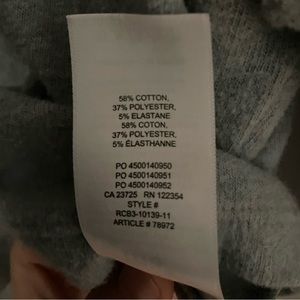 58% COTTON,
37% POLYESTER,
5% ELASTANE
58% COTON,
37% POLYESTER,
5% ÉLASTHANNE
PO 4500140950
PO 4500140951
PO 4500140952
CA 23725 RN 122354
STYLE #
RCB3-10139-11
ARTICLE # 78972